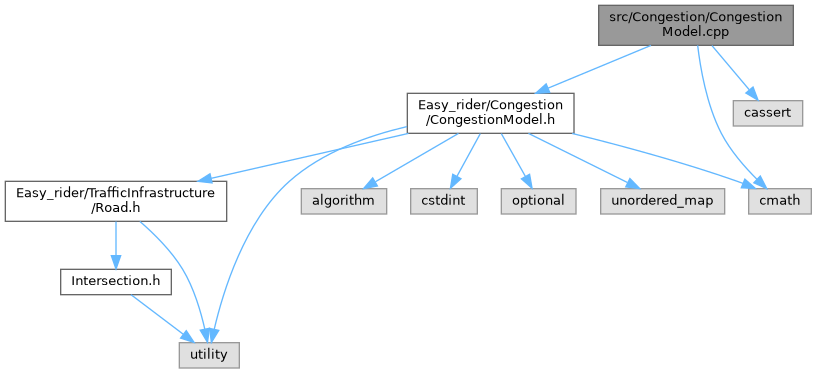 src/Congestion/Congestion
Model.cpp
Easy_rider/Congestion
/CongestionModel.h
cassert
Easy_rider/TrafficInfrastructure
/Road.h
algorithm
cstdint
optional
unordered_map
cmath
Intersection.h
utility